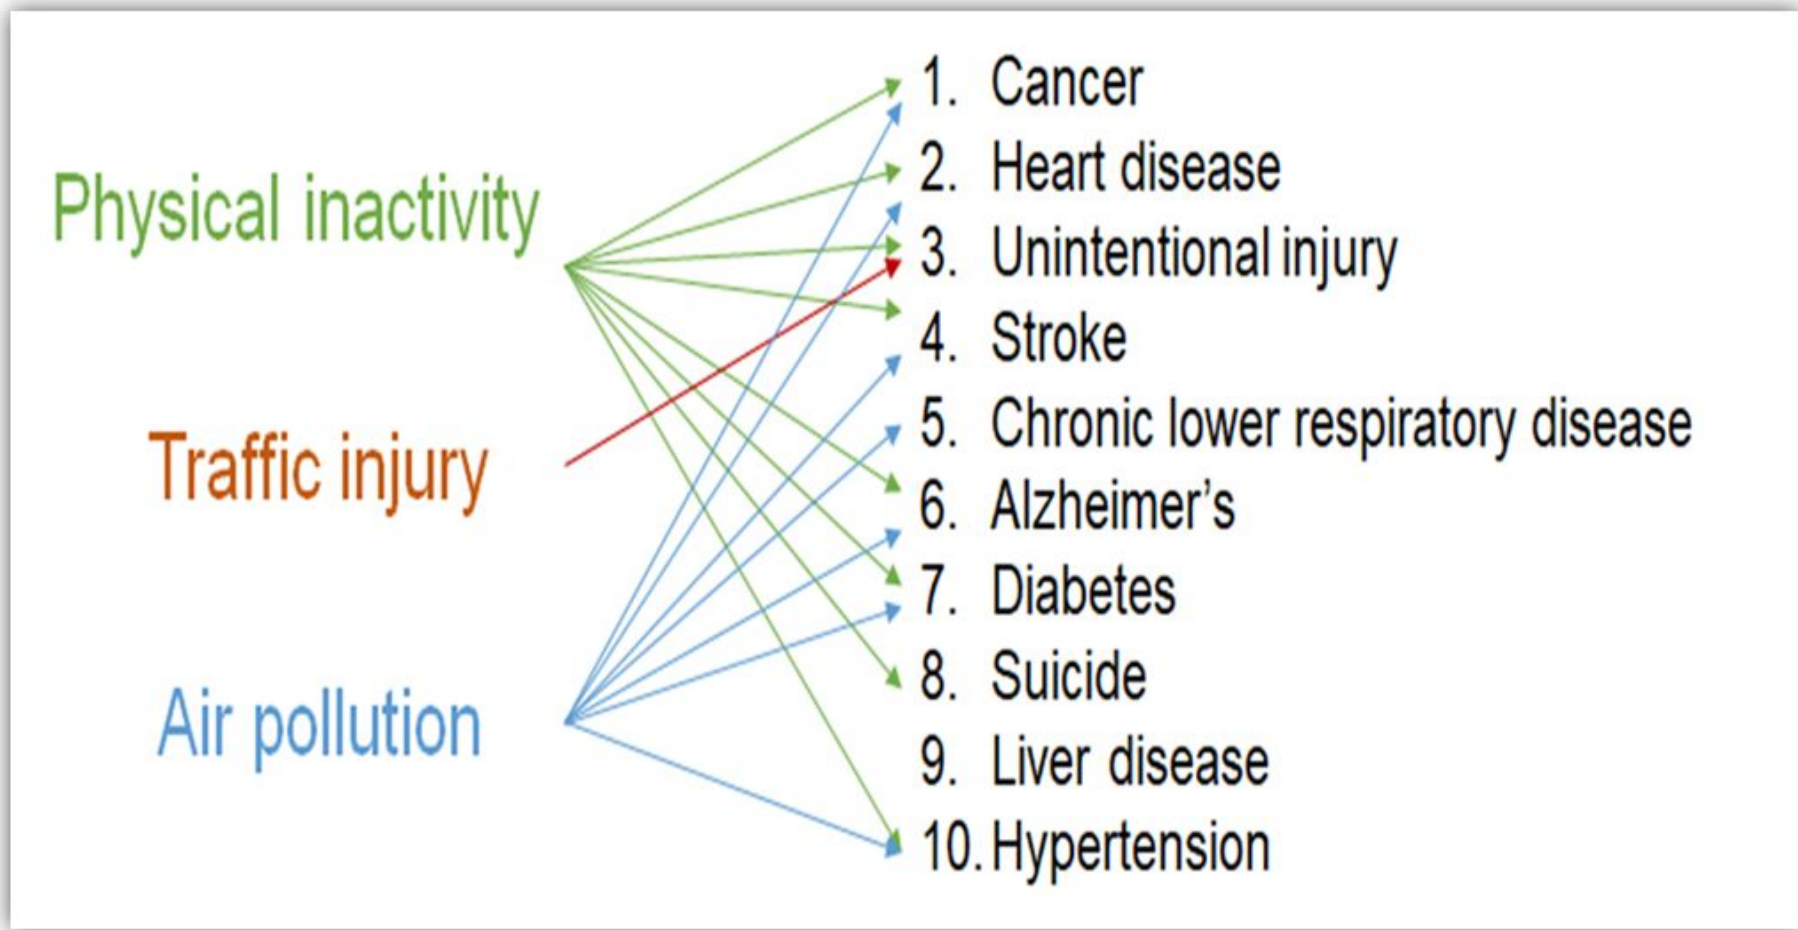 Physical inactivity
Traffic injury
Air pollution
1. Cancer
2. Heart disease
3. Unintentional injury
4. Stroke
5. Chronic lower respiratory disease
6. Alzheimer’s
7. Diabetes
8. Suicide
9. Liver disease
10. Hypertension